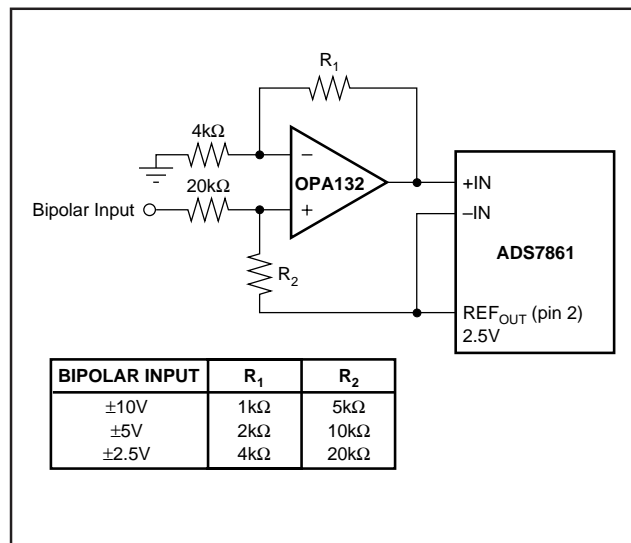 R1
4kΩ
–
OPA132
+IN
20kΩ
–IN
Bipolar Input
+
ADS7861
R2
REFOUT (pin 2)
2.5V
BIPOLAR INPUT R1 R2
±10V 1kΩ 5kΩ
±5V 2kΩ 10kΩ
±2.5V 4kΩ 20kΩ